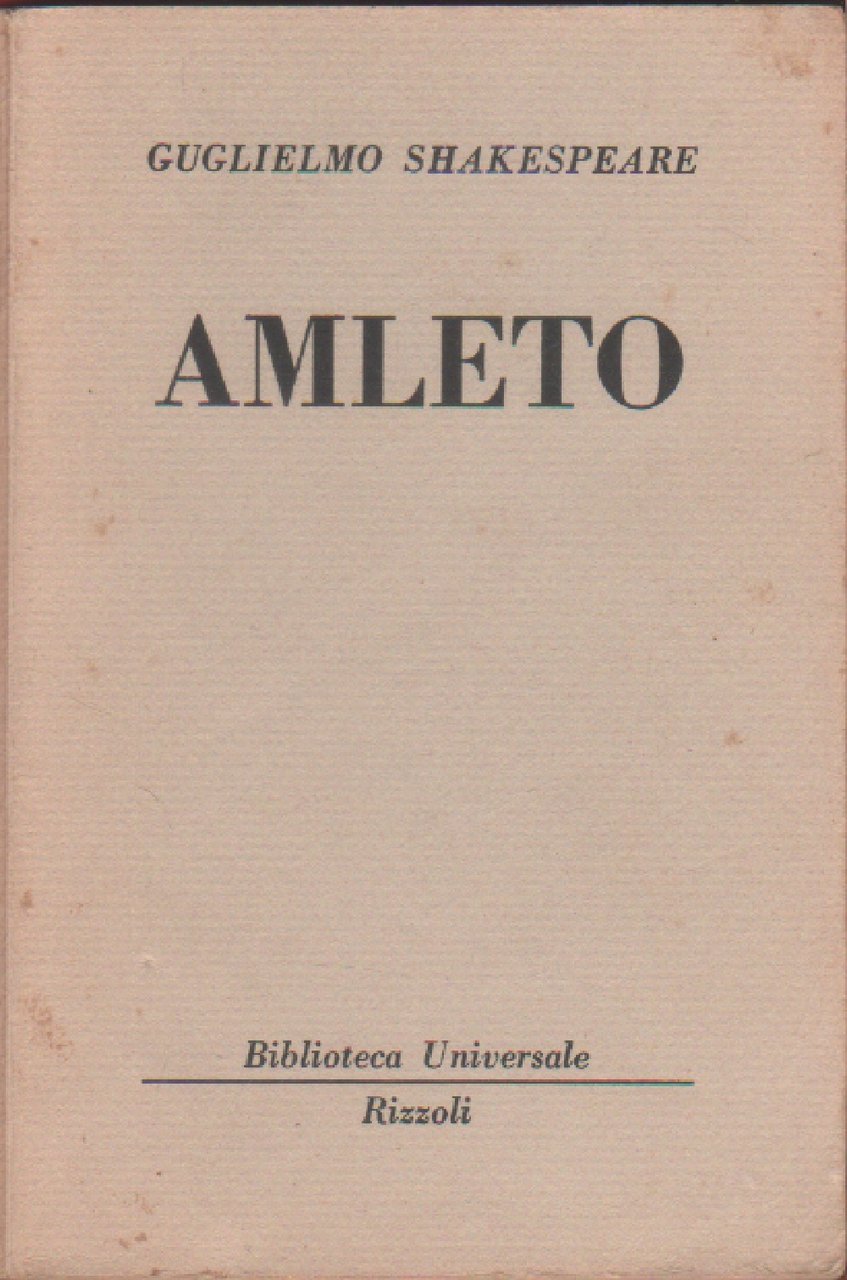 GUGLIELMO SHAKESPEARE
AMLETO
Biblioteca Universale
Rizzoli